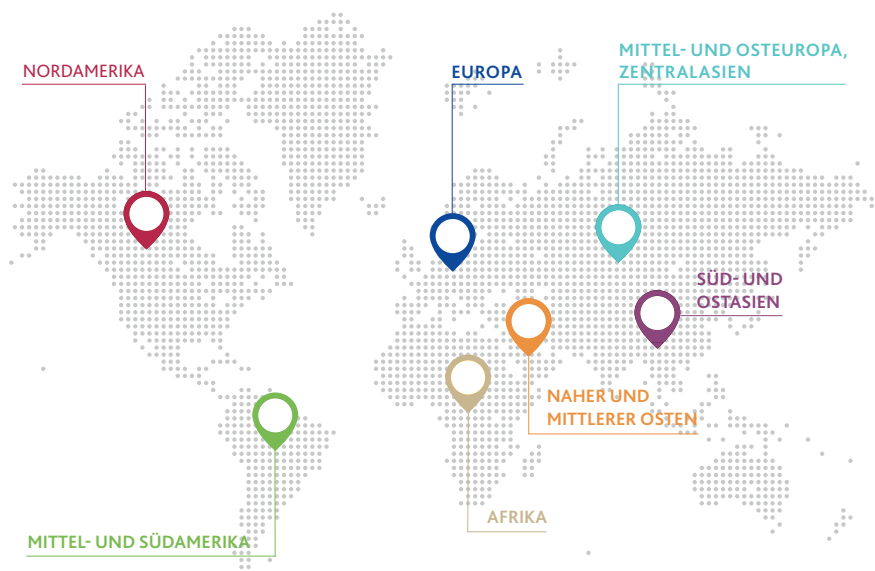 NORDAMERIKA
EUROPA
MITTEL- UND OSTEUROPA,
ZENTRALASIEN
SÜD- UND
OSTASIEN
NAHER UND
MITTLERER OSTEN
AFRIKA
MITTEL- UND SÜDAMERIKA